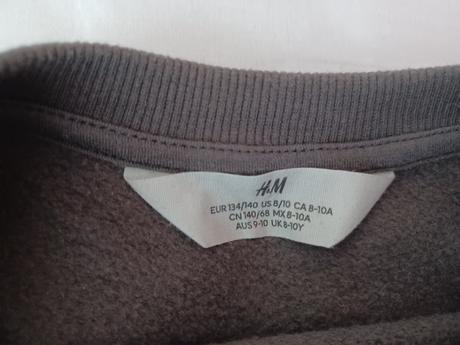 H&M
EUR 134/140 US 8/10 CA 8-10A
CN 140/68 MX 8-10A
AUS 9-10 UK 8-10Y